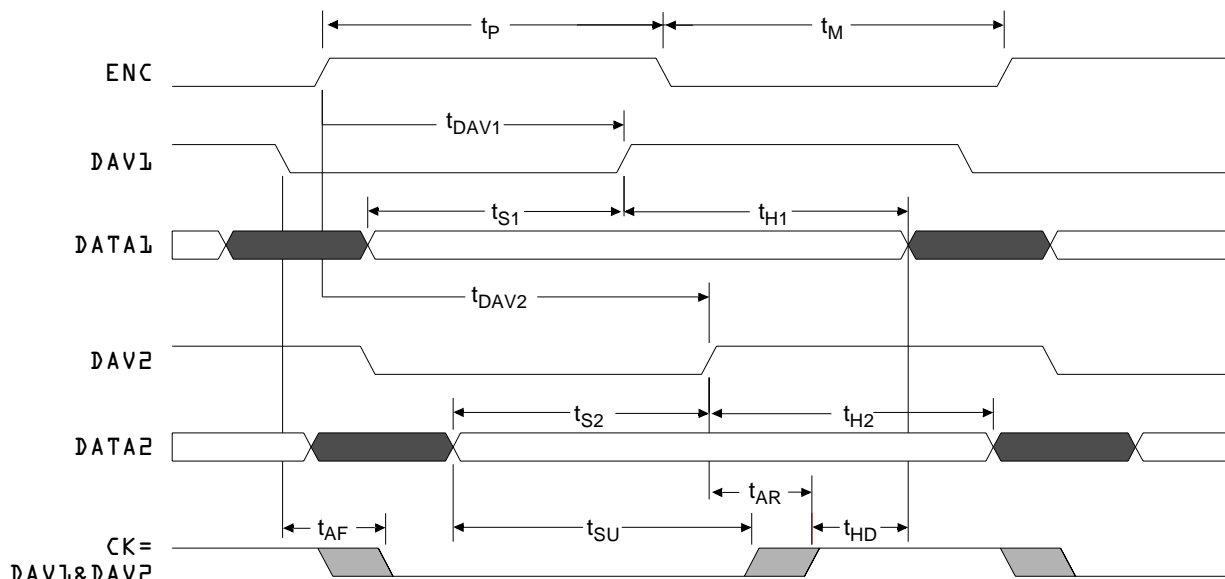 tP tM
ENC
tDAV1
DAV1
tS1 tH1
DATA1
tDAV2
DAV2
tS2 tH2
DATA2
tAR
tAF tSU tHD
CK=
DAV1&DAV2